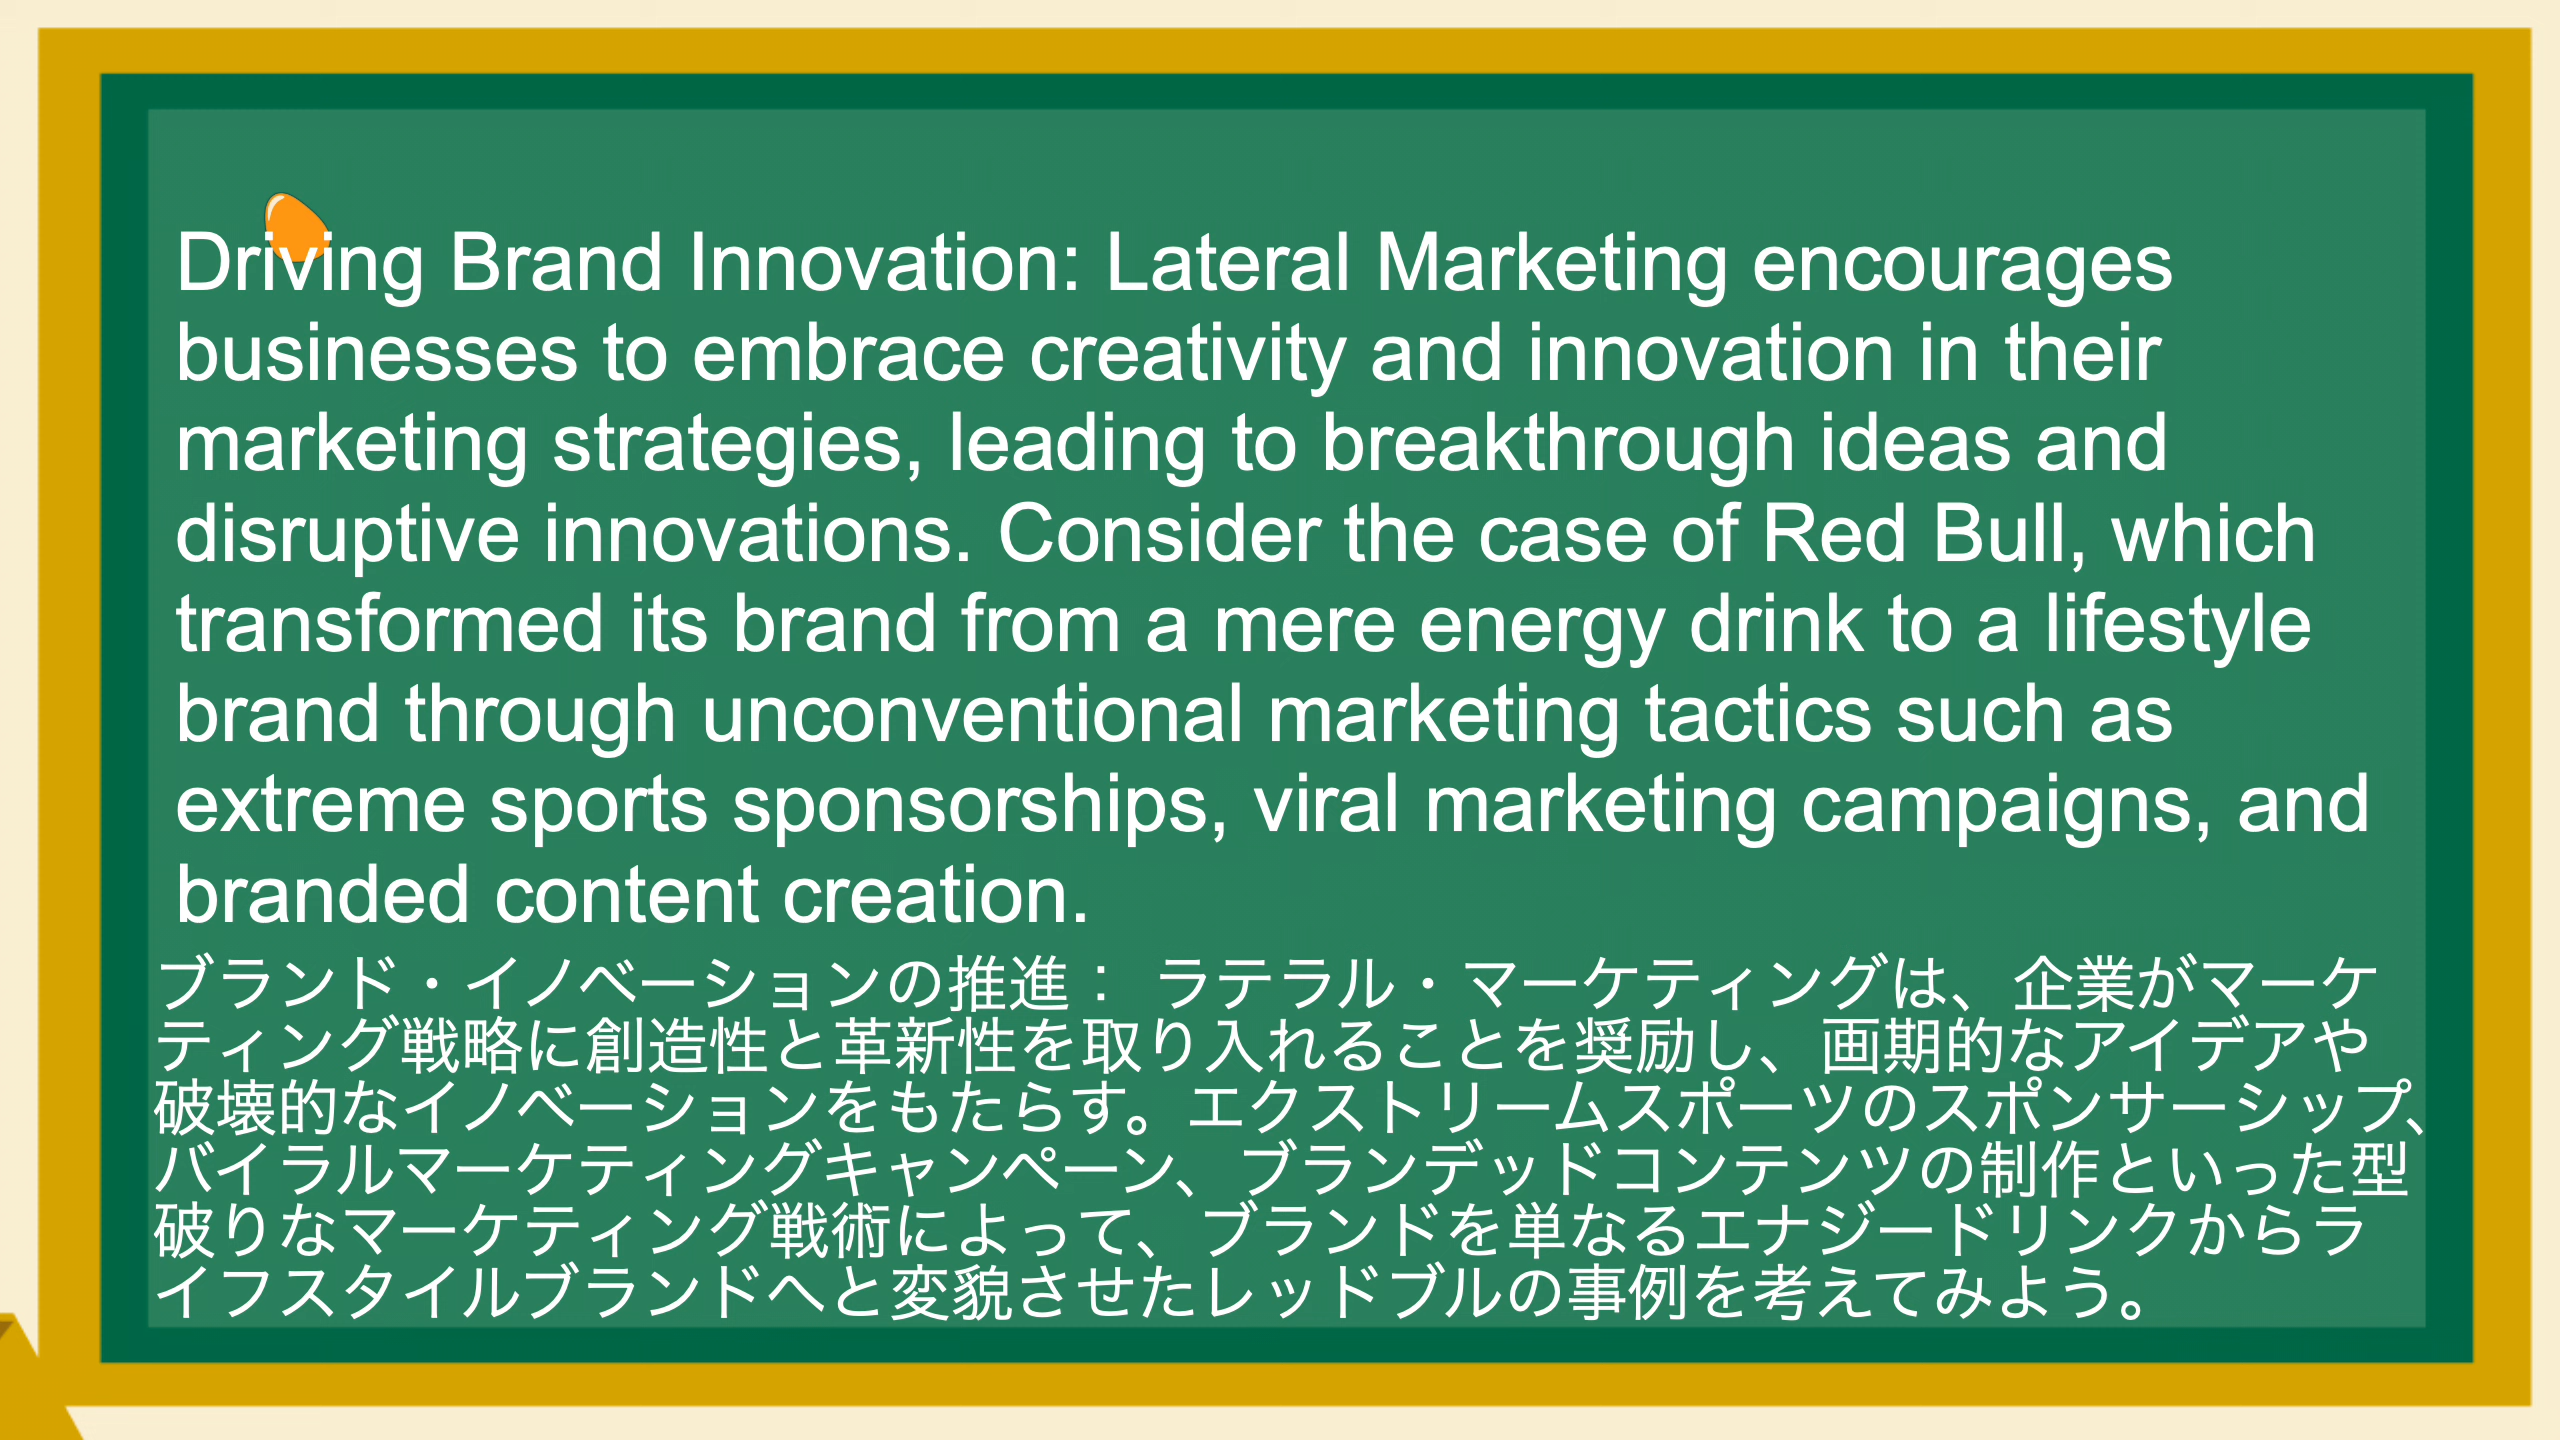 Driving Brand Innovation: Lateral Marketing encourages
businesses to embrace creativity and innovation in their
marketing strategies, leading to breakthrough ideas and
disruptive innovations. Consider the case of Red Bull, which
transformed its brand from a mere energy drink to a lifestyle
brand through unconventional marketing tactics such as
extreme sports sponsorships, viral marketing campaigns, and
branded content creation.
ブランド・イノベーションの推進： ラテラル・マーケティングは、企業がマーケ
ティング戦略に創造性と革新性を取り入れることを奨励し、画期的なアイデアや
破壊的なイノベーションをもたらす。エクストリームスポーツのスポンサーシップ、
バイラルマーケティングキャンペーン、ブランデッドコンテンツの制作といった型
破りなマーケティング戦術によって、ブランドを単なるエナジードリンクからラ
イフスタイルブランドへと変貌させたレッドブルの事例を考えてみよう。